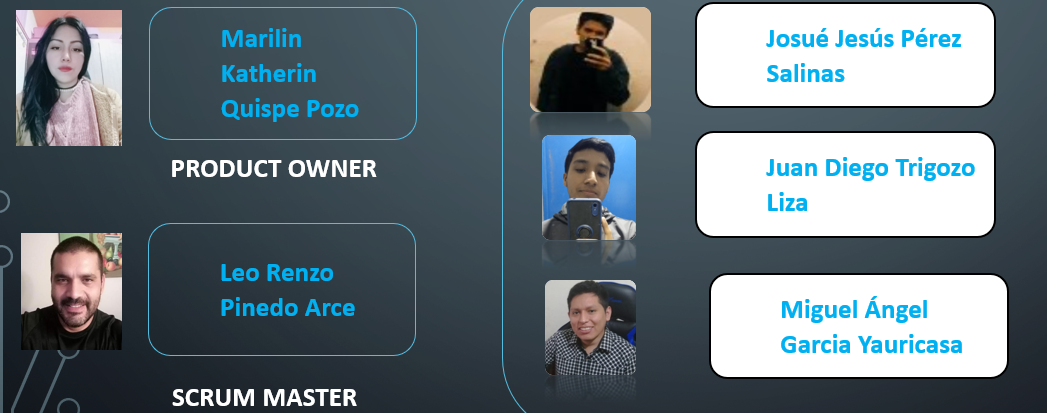 Marilin
Katherin
Quispe Pozo
PRODUCT OWNER
Leo Renzo
Pinedo Arce
SCRUM MASTER
Josué Jesús Pérez
Salinas
Juan Diego Trigozo
Liza
Miguel Ángel
Garcia Yauricasa